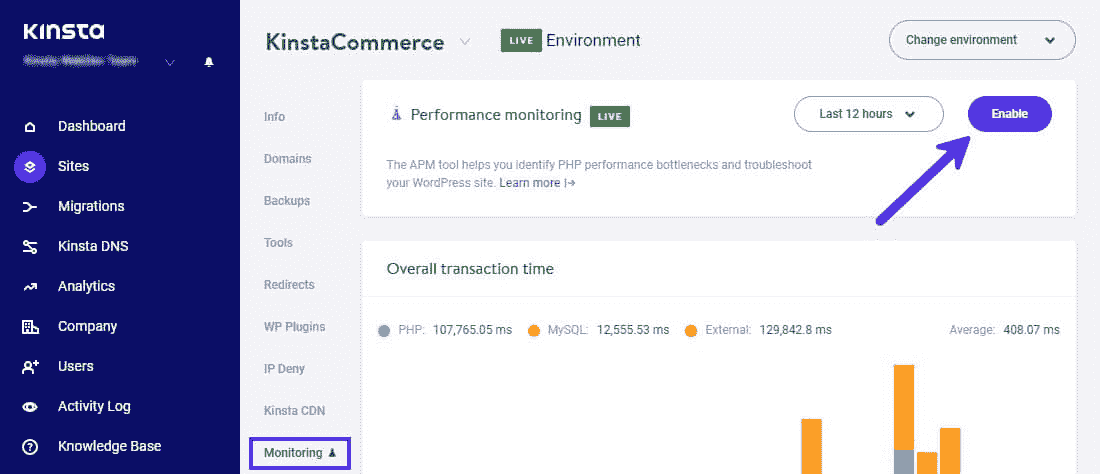 KINSTA
Dashboard
Sites
Migrations
Kinsta DNS
Analytics
Company
Users
Activity Log
Knowledge Base
KinstaCommerce
LIVE Environment
Change environment
Info
Domains
Backups
Tools
Redirects
WP Plugins
IP Deny
Kinsta CDN
Monitoring
Performance monitoring LIVE
Last 12 hours
Enable
The APM tool helps you identify PHP performance bottlenecks and troubleshoot
your WordPress site. Learn more
Overall transaction time
PHP: 107,765.05 ms MySQL: 12,555.53 ms External: 129,842.8 ms Average: 408.07 ms